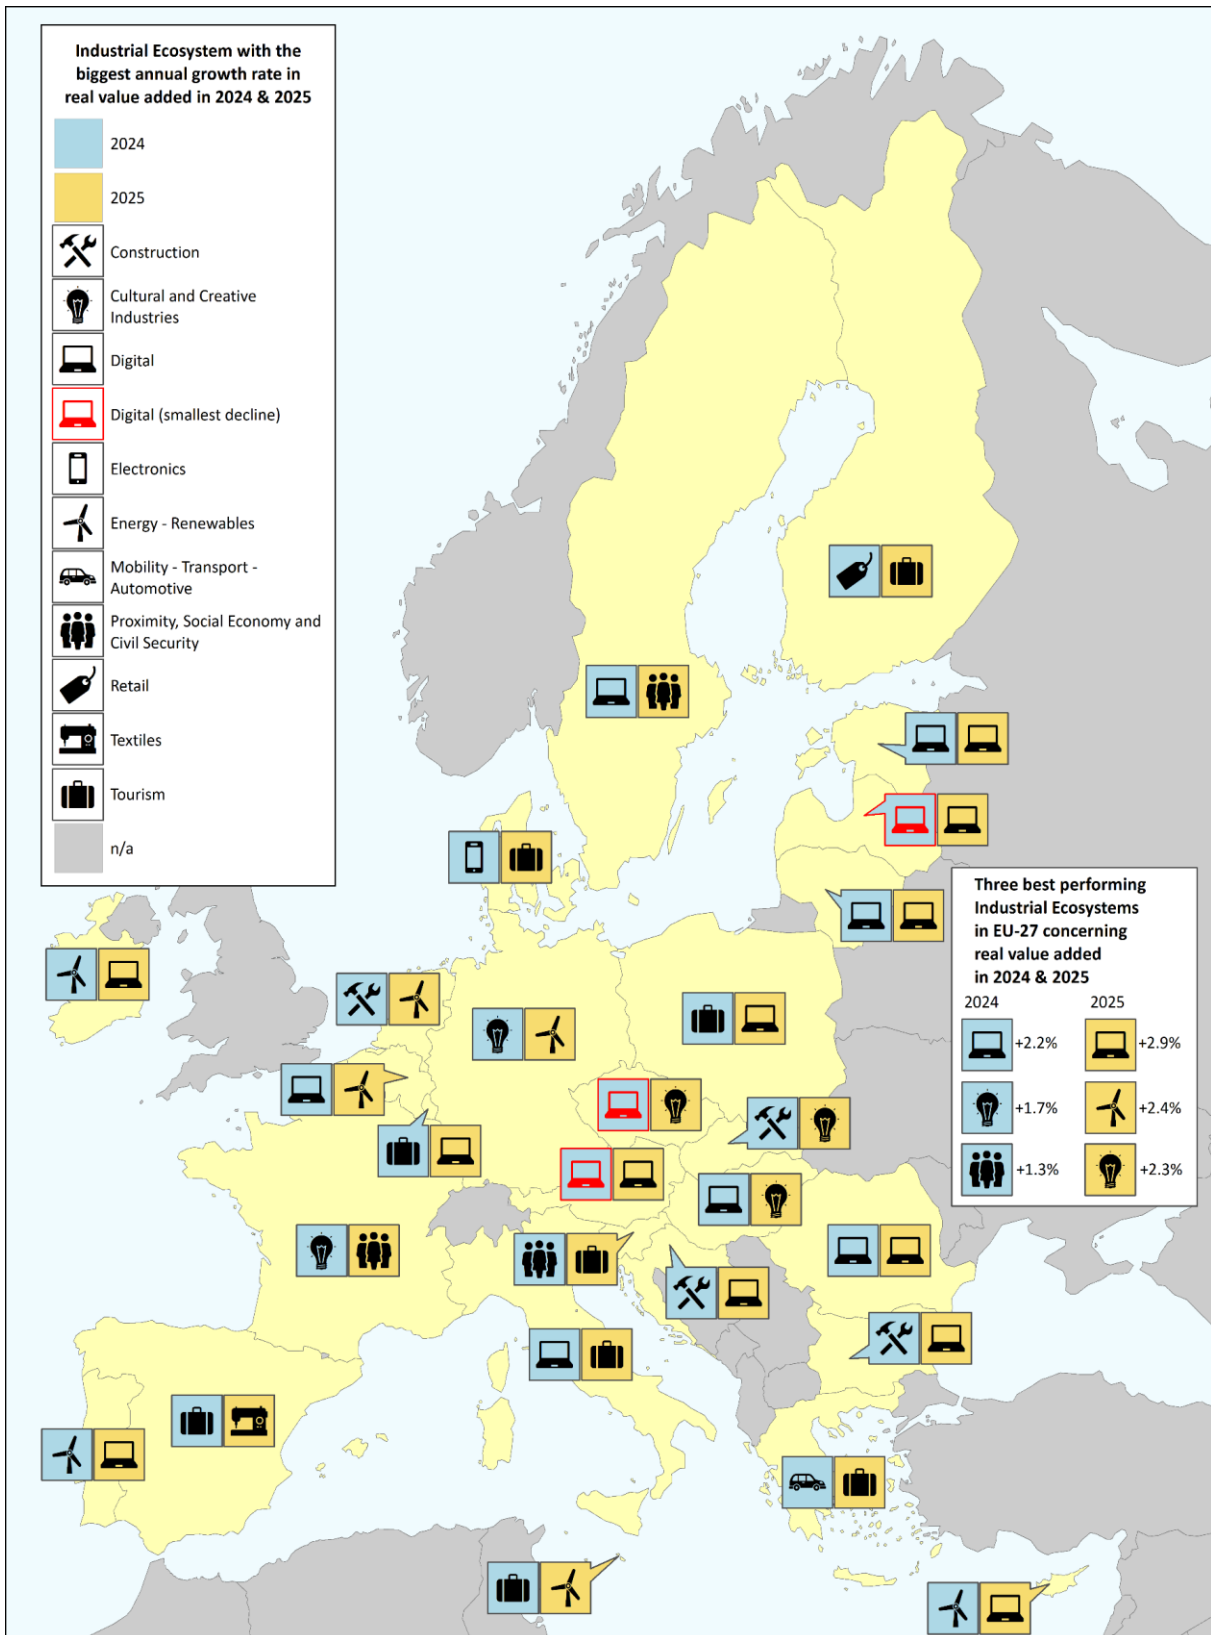 Industrial Ecosystem with the
biggest annual growth rate in
real value added in 2024 & 2025
2024
2025
Construction
Cultural and Creative
Industries
Digital
Digital (smallest decline)
Electronics
Energy - Renewables
Mobility - Transport -
Automotive
Proximity, Social Economy and
Civil Security
Retail
Textiles
Tourism
n/a
Three best performing
Industrial Ecosystems
in EU-27 concerning
real value added
in 2024 & 2025
2024 2025
+2.2% +2.9%
+1.7% +2.4%
+1.3% +2.3%